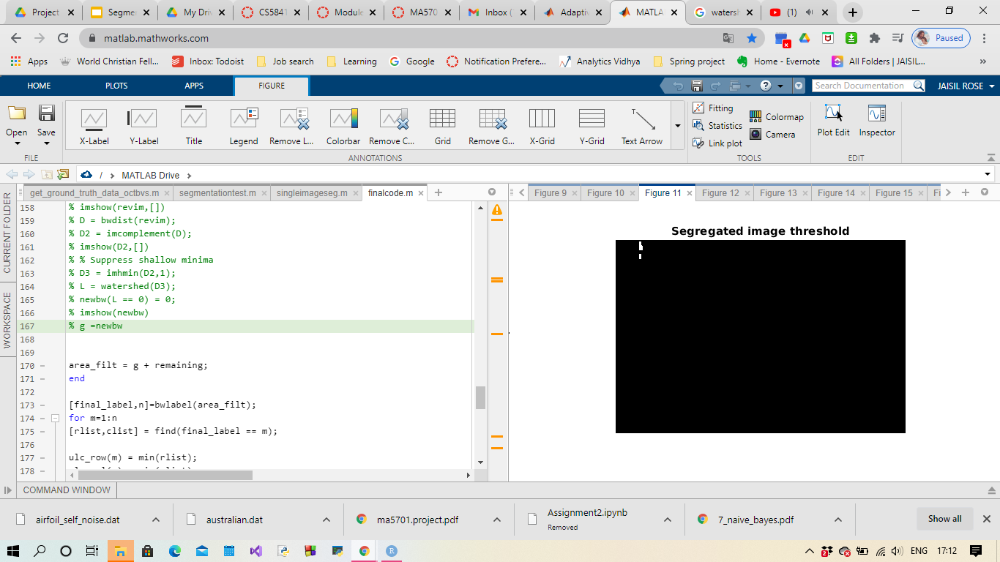 Project
Segme
My Driv
CS5841
Module
MA570
Inbox (
Adaptiv
MATLA
watersh
(1)
matlab.mathworks.com
Paused
Apps
World Christian Fell...
Inbox: Todoist
Job search
Learning
Google
Notification Prefere...
Analytics Vidhya
Spring project
Home - Evernote
All Folders | JAISIL...
»
HOME
PLOTS
APPS
FIGURE
Search Documentation
JAISIL ROSE
Open
Save
X-Label
Y-Label
Title
Legend
Remove L...
Colorbar
Remove C...
Grid
Remove G...
X-Grid
Y-Grid
Text Arrow
Fitting
Statistics
Link plot
Colormap
Camera
Plot Edit
Inspector
FILE
ANNOTATIONS
TOOLS
EDIT
/ MATLAB Drive
CURRENT FOLDER
WORKSPACE
get_ground_truth_data_octbvs.m
segmentationtest.m
singleimageseg.m
finalcode.m
Figure 9
Figure 10
Figure 11
Figure 12
Figure 13
Figure 14
Figure 15
Fi
158 % imshow(revim,[])
159 % D = bwdist(revim);
160 % D2 = imcomplement(D);
161 % imshow(D2,[])
162 % % Suppress shallow minima
163 % D3 = imhmin(D2,1);
164 % L = watershed(D3);
165 % newbw(L == 0) = 0;
166 % imshow(newbw)
167 % g =newbw
168
169
170 – area_filt = g + remaining;
171 – end
172
173 – [final_label,n]=bwlabel(area_filt);
174 – for m=1:n
175 – [rlist,clist] = find(final_label == m);
176
177 – ulc_row(m) = min(rlist);
178 –
Segregated image threshold
COMMAND WINDOW
airfoil_self_noise.dat
australian.dat
ma5701.project.pdf
Assignment2.ipynb
Removed
7_naive_bayes.pdf
Show all
ENG
17:12